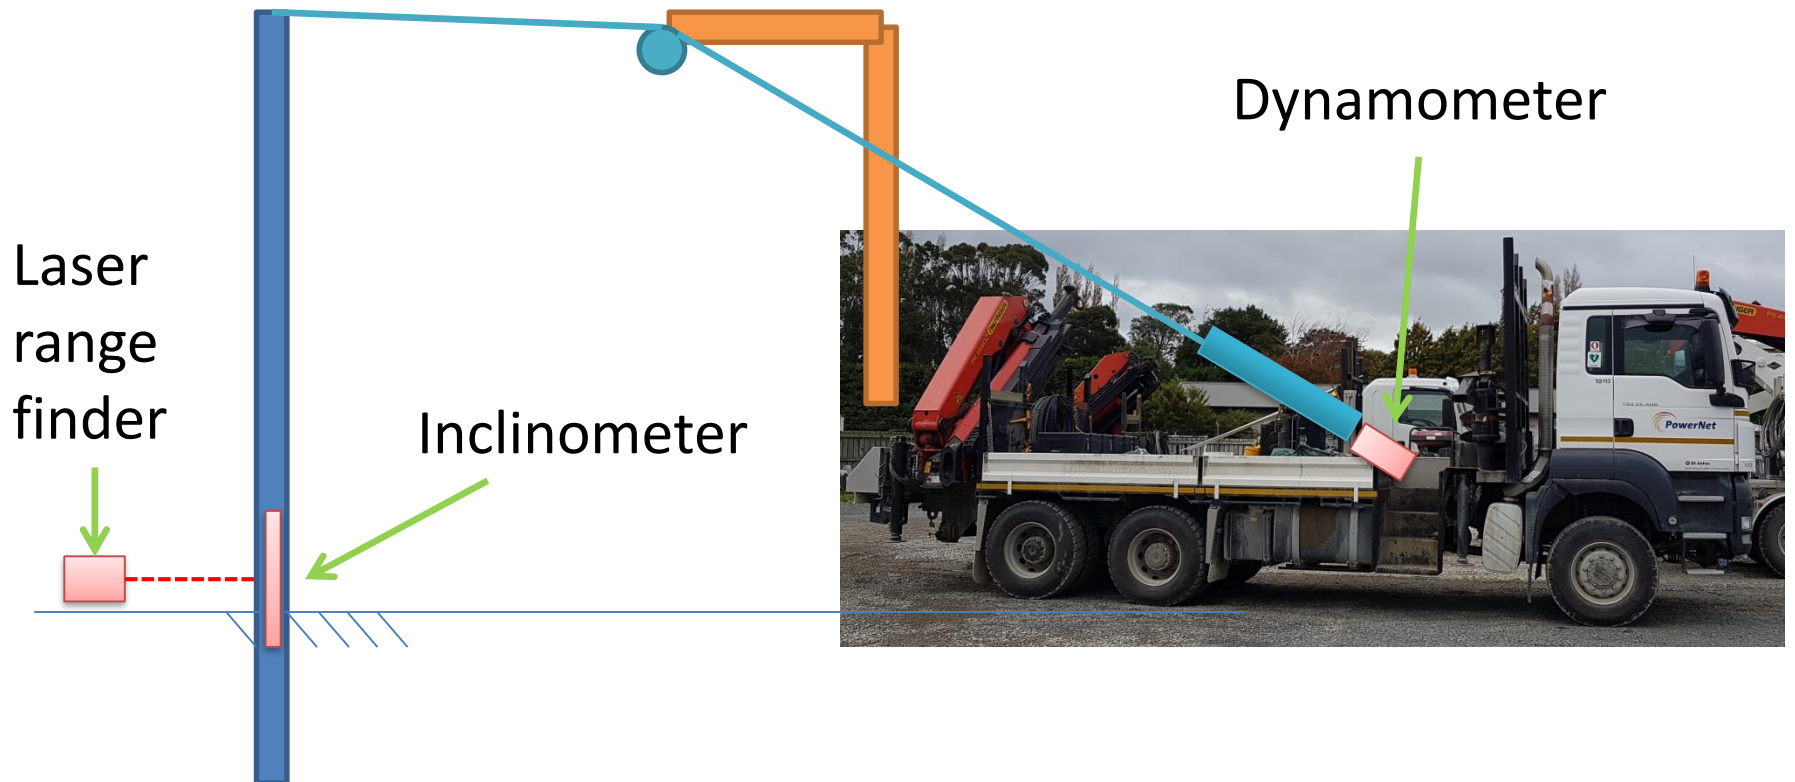 Dynamometer
Laser
range
finder
Inclinometer
PowerNet